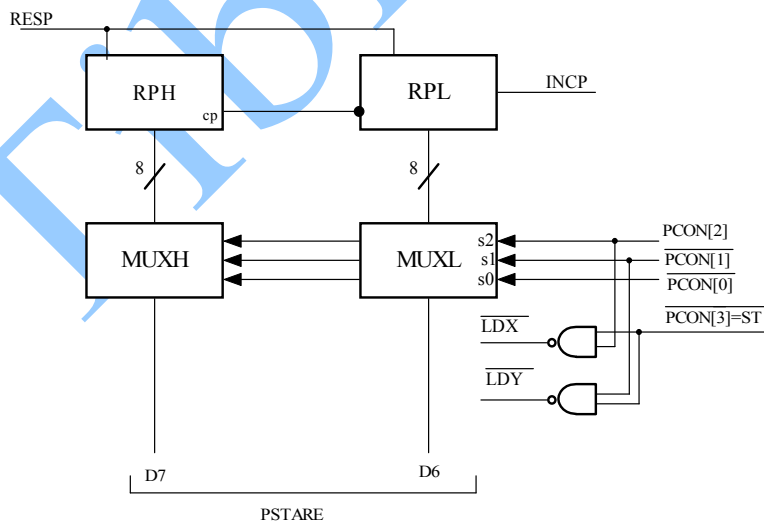 RESP
RPH
cp
RPL
INCP
8
8
MUXH
MUXL
s2
s1
s0
PCON[2]
PCON[1]
PCON[0]
PCON[3]=ST
LDX
LDY
D7
D6
PSTARE